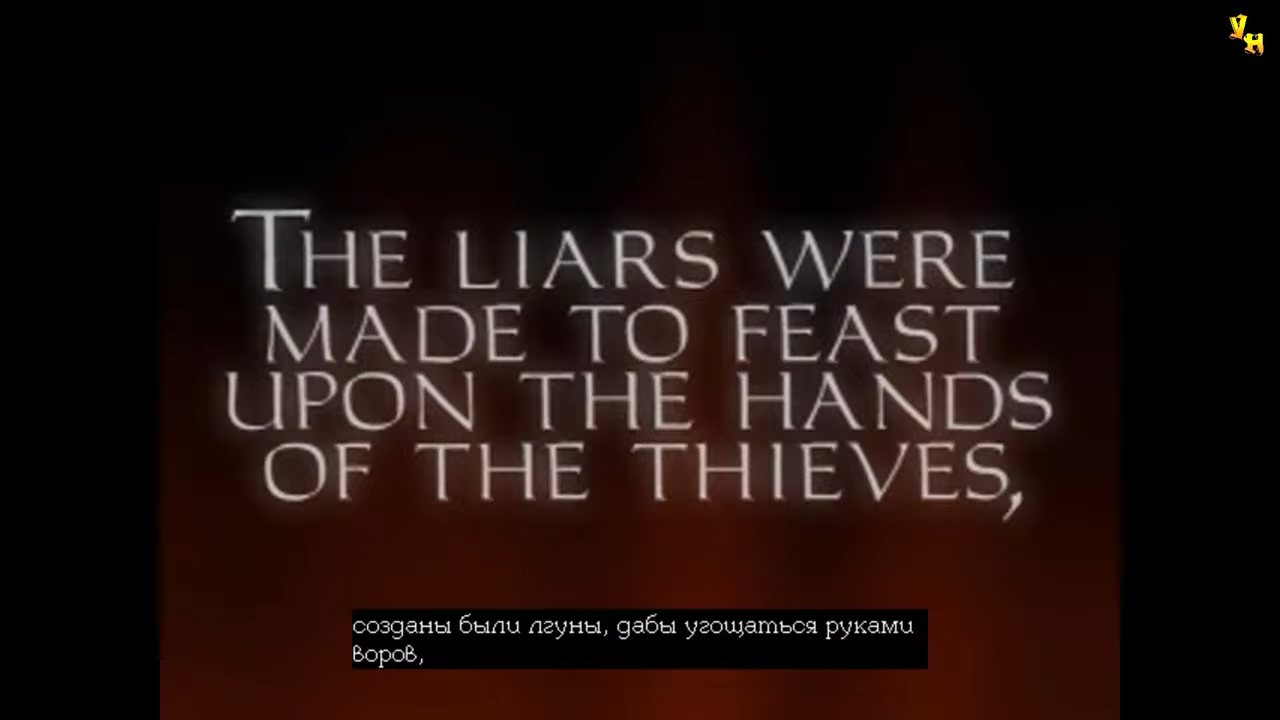 УН
THE LIARS WERE
MADE TO FEAST
UPON THE HANDS
OF THE THIEVES,
созданы были лгуны, дабы угощаться руками
воров,